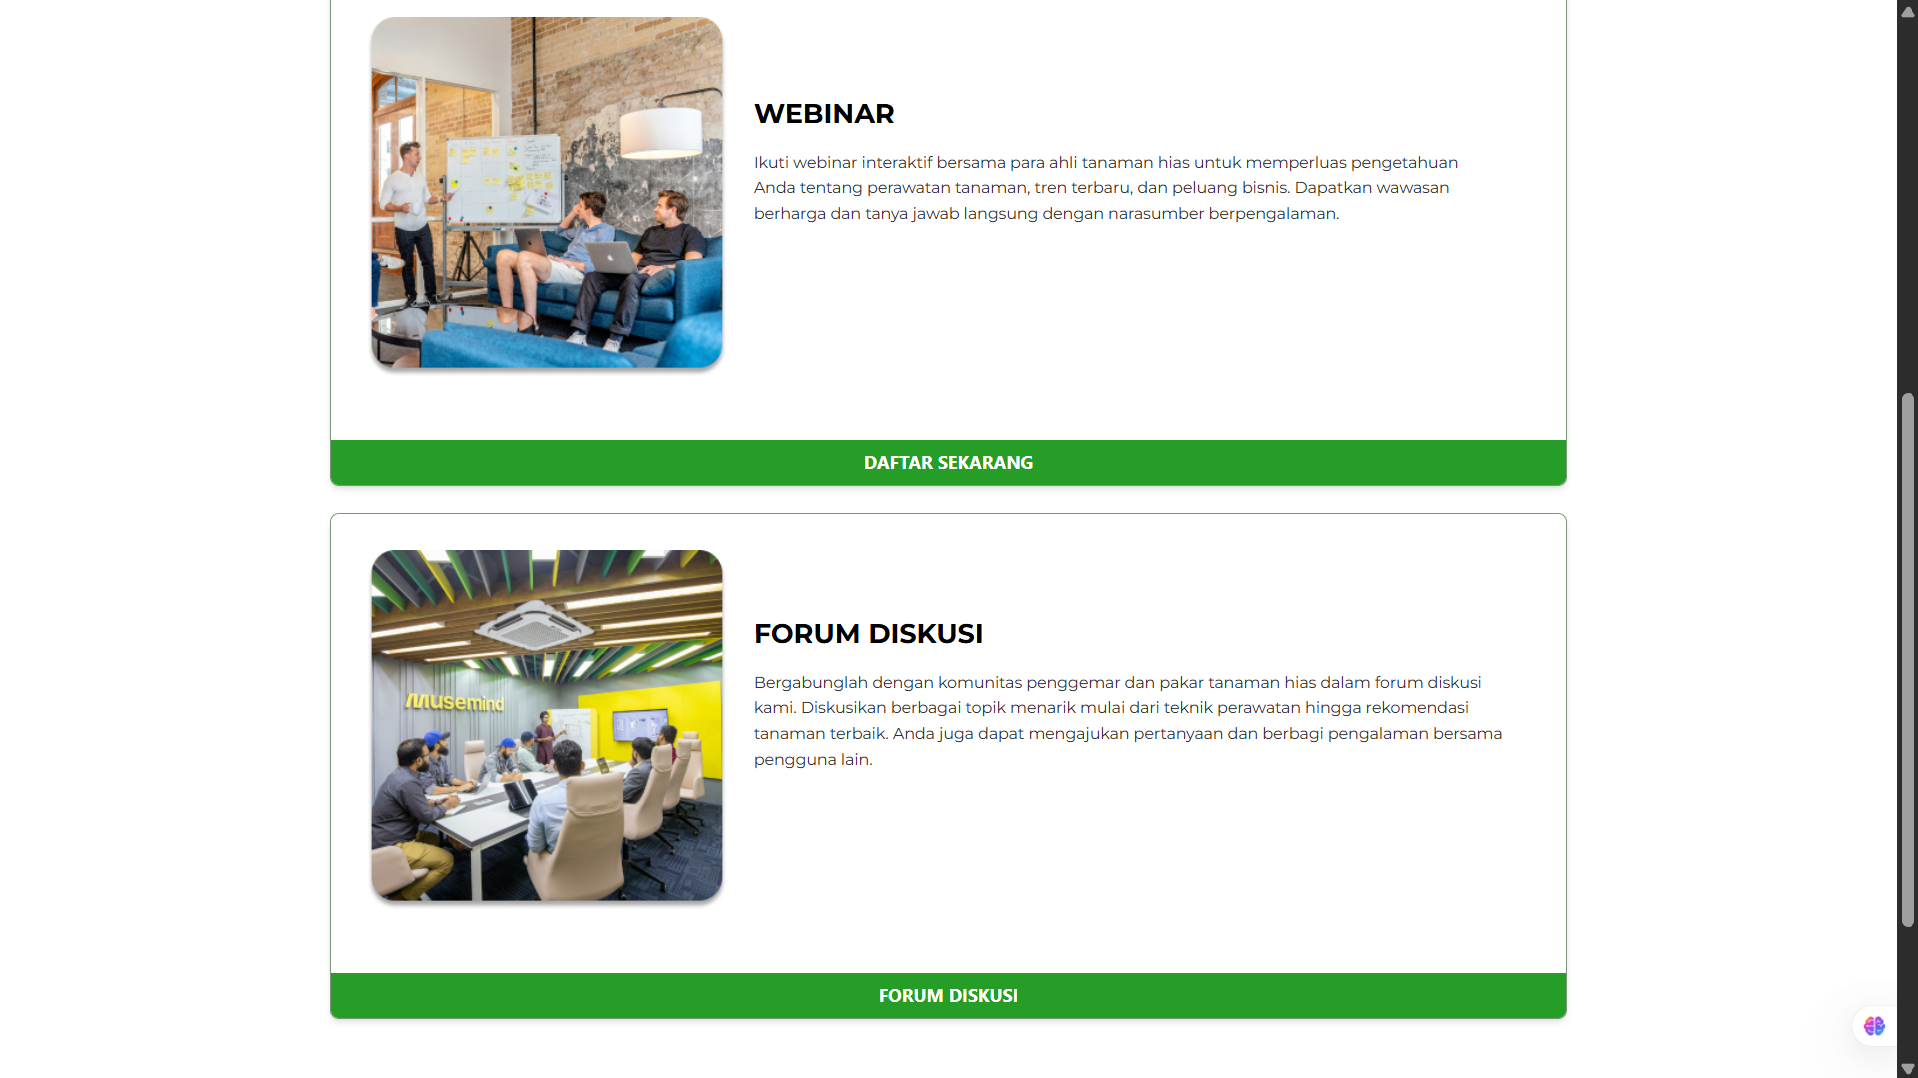 WEBINAR
Ikuti webinar interaktif bersama para ahli tanaman hias untuk memperluas pengetahuan
Anda tentang perawatan tanaman, tren terbaru, dan peluang bisnis. Dapatkan wawasan
berharga dan tanya jawab langsung dengan narasumber berpengalaman.
DAFTAR SEKARANG
Musemind
FORUM DISKUSI
Bergabunglah dengan komunitas penggemar dan pakar tanaman hias dalam forum diskusi
kami. Diskusikan berbagai topik menarik mulai dari teknik perawatan hingga rekomendasi
tanaman terbaik. Anda juga dapat mengajukan pertanyaan dan berbagi pengalaman bersama
pengguna lain.
FORUM DISKUSI